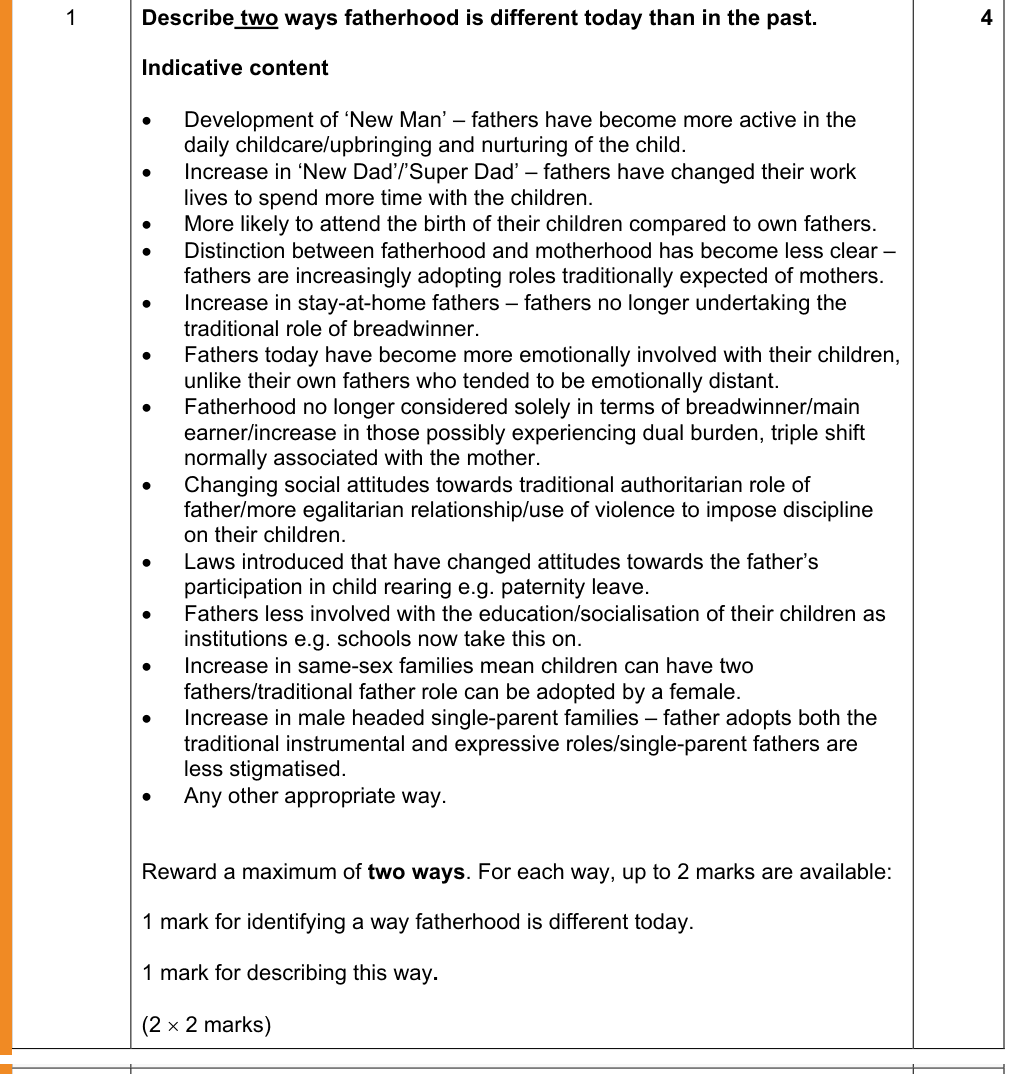 1 Describe two ways fatherhood is different today than in the past. 4
Indicative content
• Development of ‘New Man’ – fathers have become more active in the
daily childcare/upbringing and nurturing of the child.
• Increase in ‘New Dad’/’Super Dad’ – fathers have changed their work
lives to spend more time with the children.
• More likely to attend the birth of their children compared to own fathers.
• Distinction between fatherhood and motherhood has become less clear –
fathers are increasingly adopting roles traditionally expected of mothers.
• Increase in stay-at-home fathers – fathers no longer undertaking the
traditional role of breadwinner.
• Fathers today have become more emotionally involved with their children,
unlike their own fathers who tended to be emotionally distant.
• Fatherhood no longer considered solely in terms of breadwinner/main
earner/increase in those possibly experiencing dual burden, triple shift
normally associated with the mother.
• Changing social attitudes towards traditional authoritarian role of
father/more egalitarian relationship/use of violence to impose discipline
on their children.
• Laws introduced that have changed attitudes towards the father’s
participation in child rearing e.g. paternity leave.
• Fathers less involved with the education/socialisation of their children as
institutions e.g. schools now take this on.
• Increase in same-sex families mean children can have two
fathers/traditional father role can be adopted by a female.
• Increase in male headed single-parent families – father adopts both the
traditional instrumental and expressive roles/single-parent fathers are
less stigmatised.
• Any other appropriate way.
Reward a maximum of two ways. For each way, up to 2 marks are available:
1 mark for identifying a way fatherhood is different today.
1 mark for describing this way.
(2 × 2 marks)